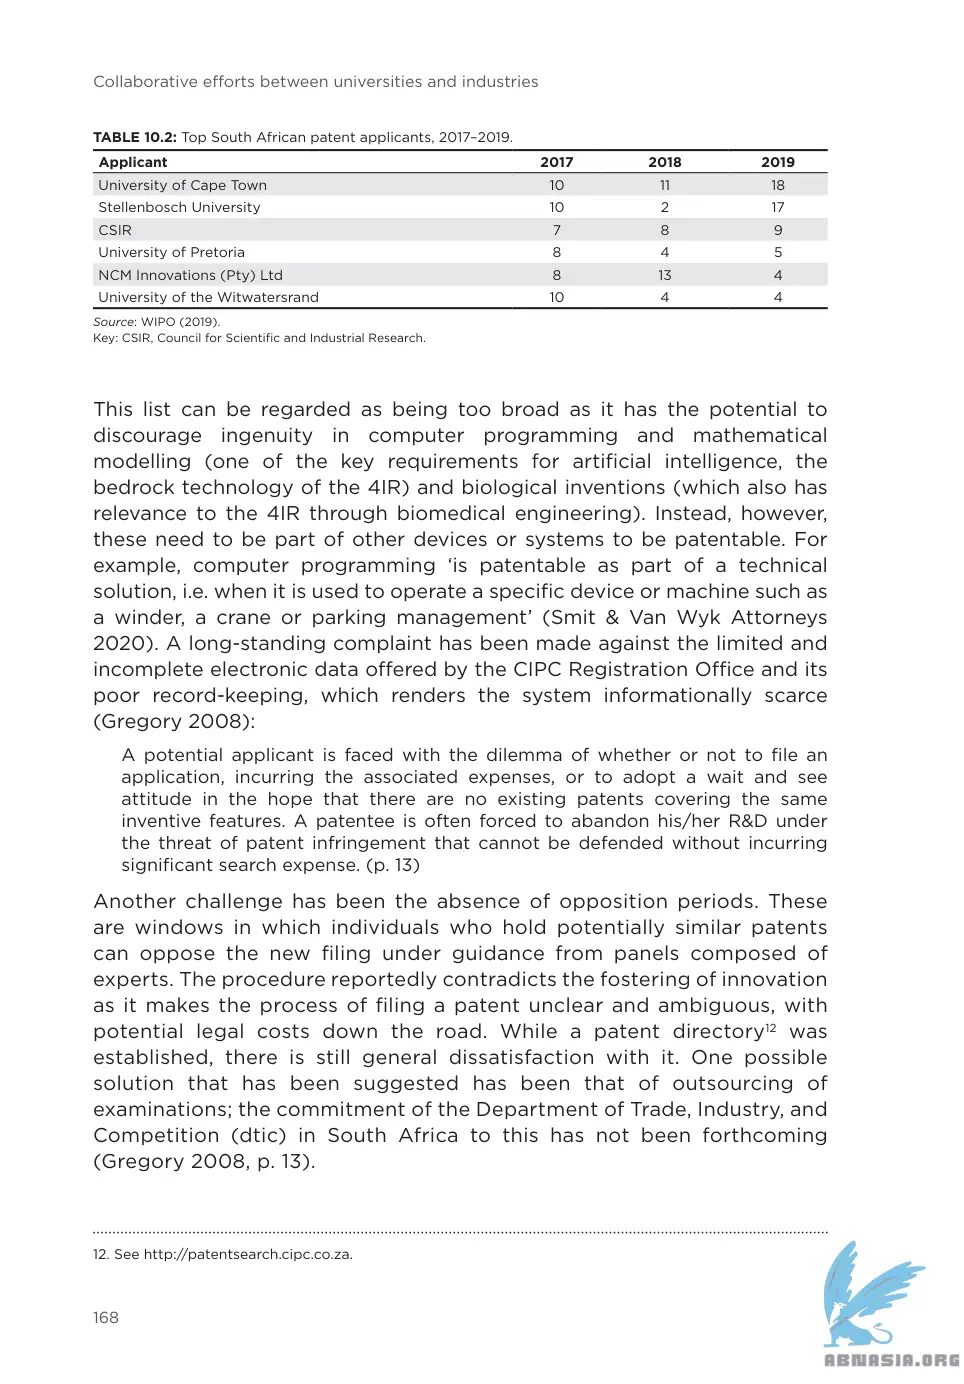 Collaborative efforts between universities and industries
TABLE 10.2: Top South African patent applicants, 2017–2019.
Applicant 2017 2018 2019
University of Cape Town 10 11 18
Stellenbosch University 10 2 17
CSIR 7 8 9
University of Pretoria 8 4 5
NCM Innovations (Pty) Ltd 8 13 4
University of the Witwatersrand 10 4 4
Source: WIPO (2019).
Key: CSIR, Council for Scientific and Industrial Research.
This list can be regarded as being too broad as it has the potential to
discourage ingenuity in computer programming and mathematical
modelling (one of the key requirements for artificial intelligence, the
bedrock technology of the 4IR) and biological inventions (which also has
relevance to the 4IR through biomedical engineering). Instead, however,
these need to be part of other devices or systems to be patentable. For
example, computer programming ‘is patentable as part of a technical
solution, i.e. when it is used to operate a specific device or machine such as
a winder, a crane or parking management’ (Smit & Van Wyk Attorneys
2020). A long-standing complaint has been made against the limited and
incomplete electronic data offered by the CIPC Registration Office and its
poor record-keeping, which renders the system informationally scarce
(Gregory 2008):
A potential applicant is faced with the dilemma of whether or not to file an
application, incurring the associated expenses, or to adopt a wait and see
attitude in the hope that there are no existing patents covering the same
inventive features. A patentee is often forced to abandon his/her R&D under
the threat of patent infringement that cannot be defended without incurring
significant search expense. (p. 13)
Another challenge has been the absence of opposition periods. These
are windows in which individuals who hold potentially similar patents
can oppose the new filing under guidance from panels composed of
experts. The procedure reportedly contradicts the fostering of innovation
as it makes the process of filing a patent unclear and ambiguous, with
potential legal costs down the road. While a patent directory12 was
established, there is still general dissatisfaction with it. One possible
solution that has been suggested has been that of outsourcing of
examinations; the commitment of the Department of Trade, Industry, and
Competition (dtic) in South Africa to this has not been forthcoming
(Gregory 2008, p. 13).
12. See http://patentsearch.cipc.co.za.
168
ABNASIA.ORG